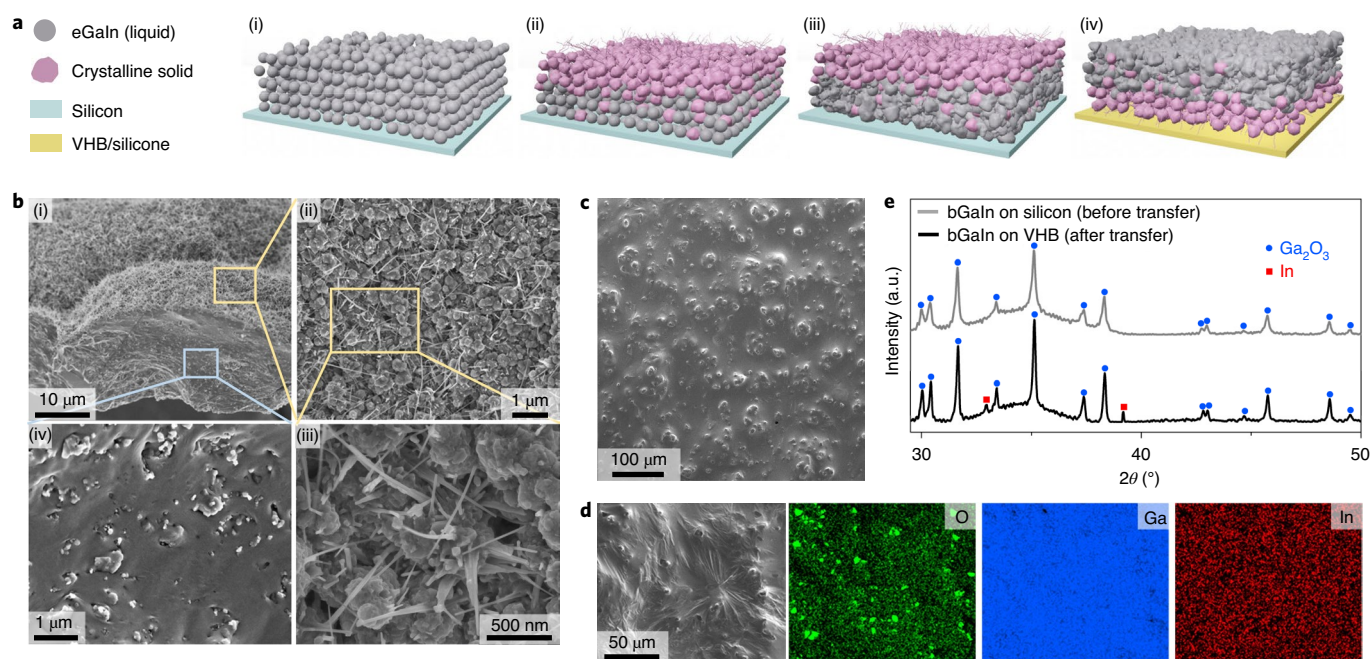 a
eGaIn (liquid)
Crystalline solid
Silicon
VHB/silicone
(i)
(ii)
(iii)
(iv)
b
(i)
10 μm
(ii)
1 μm
(iv)
1 μm
(iii)
500 nm
c
100 μm
e
bGaIn on silicon (before transfer)
bGaIn on VHB (after transfer)
Ga₂O₃
In
Intensity (a.u.)
30
40
50
2θ (°)
d
50 μm
O
Ga
In